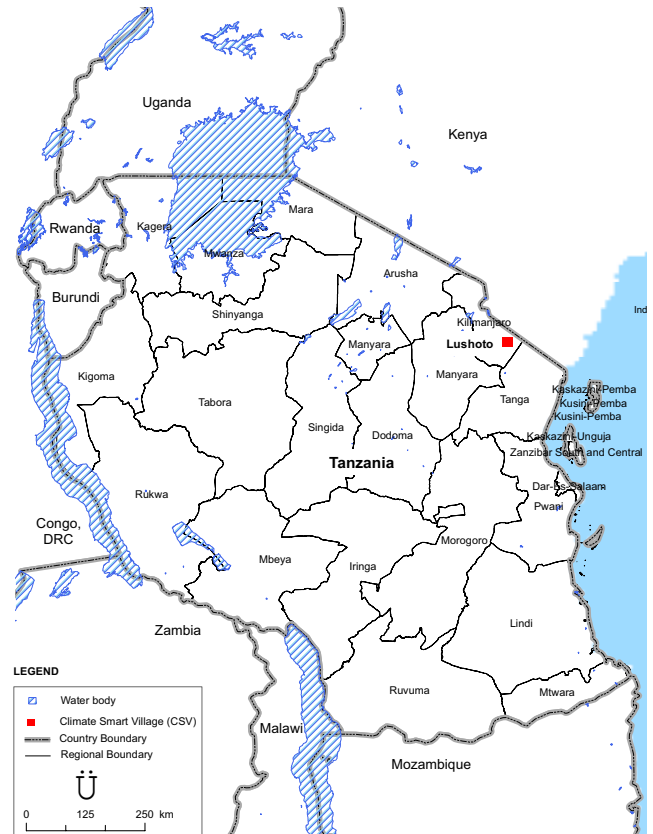 Uganda
Kenya
Rwanda
Kagera
Mara
Mwanza
Arusha
Burundi
Shinyanga
Kilimanjaro
Manyara
Lushoto
Kigoma
Tabora
Manyara
Tanga
Kaskazini-Pemba
Kusini-Pemba
Kusini-Pemba
Singida
Dodoma
Kaskazini-Unguja
Zanzibar South and Central
Tanzania
Dar-Es-Salaam
Pwani
Rukwa
Congo,
DRC
Mbeya
Iringa
Morogoro
Zambia
Lindi
Ruvuma
Mtwara
Malawi
Mozambique
Ind
LEGEND
Water body
Climate Smart Village (CSV)
Country Boundary
Regional Boundary
Ü
0 125 250 km